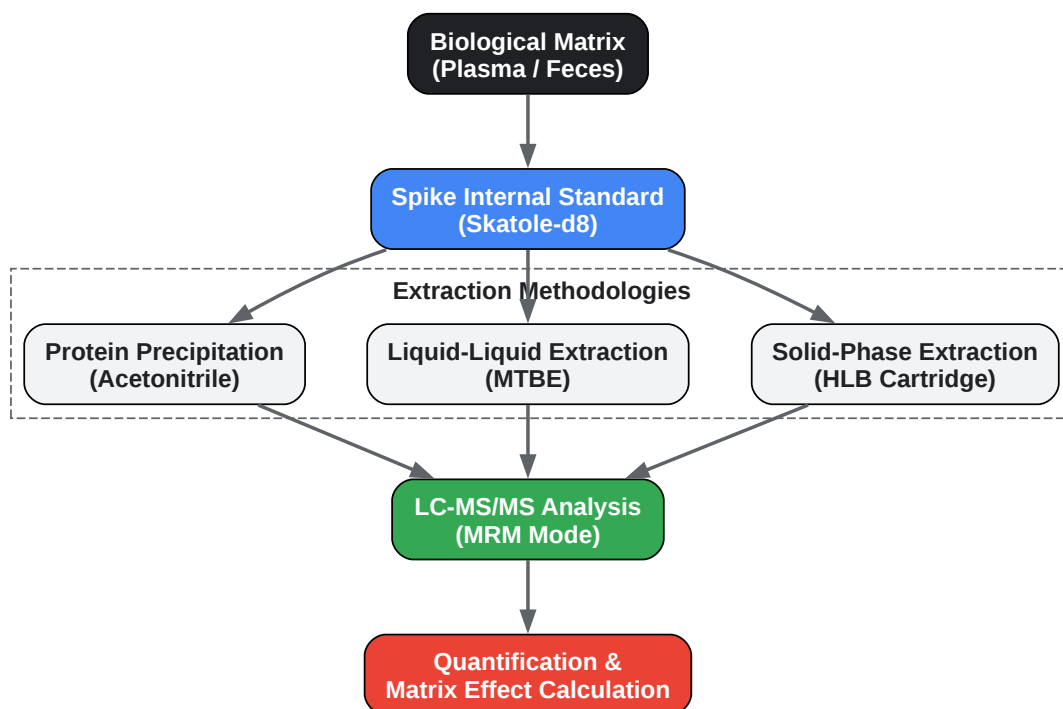 Biological Matrix
(Plasma / Feces)
Spike Internal Standard
(Skatole-d8)
Extraction Methodologies
Protein Precipitation
(Acetonitrile)
Liquid-Liquid Extraction
(MTBE)
Solid-Phase Extraction
(HLB Cartridge)
LC-MS/MS Analysis
(MRM Mode)
Quantification &
Matrix Effect Calculation